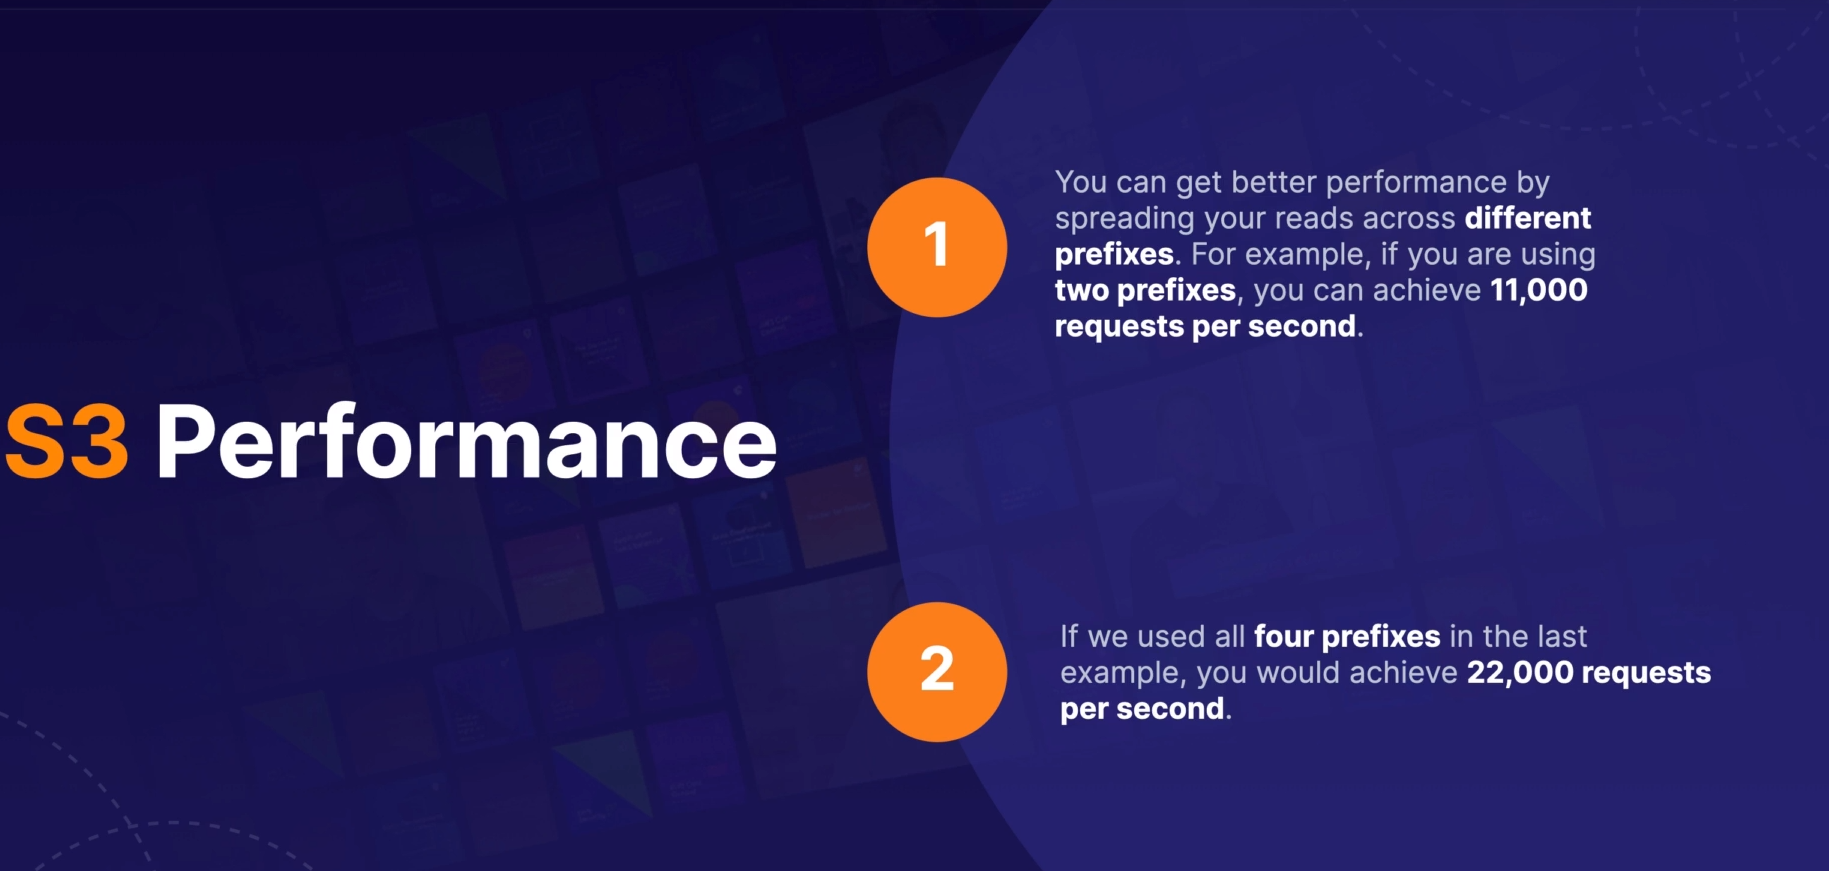 S3 Performance
1
You can get better performance by
spreading your reads across different
prefixes. For example, if you are using
two prefixes, you can achieve 11,000
requests per second.
2
If we used all four prefixes in the last
example, you would achieve 22,000 requests
per second.